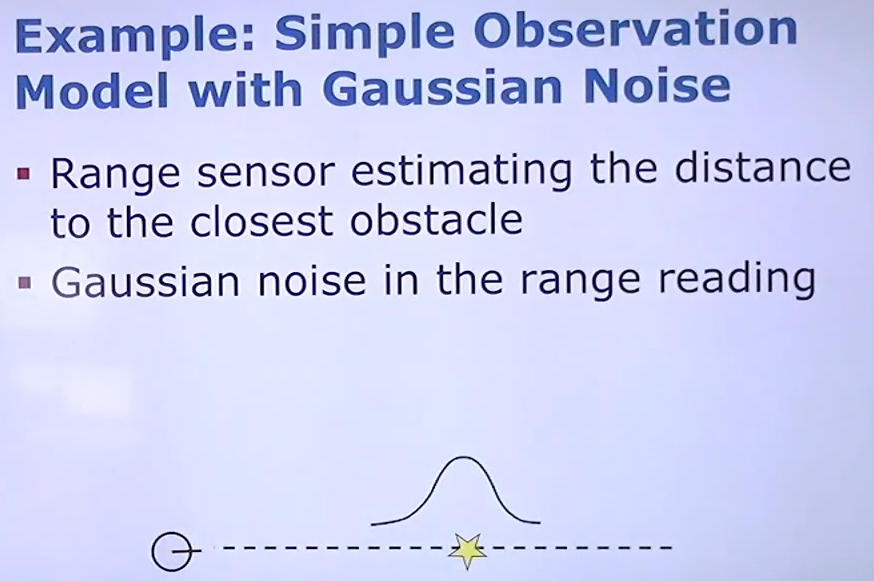 Example: Simple Observation
Model with Gaussian Noise
▪ Range sensor estimating the distance
to the closest obstacle
▪ Gaussian noise in the range reading